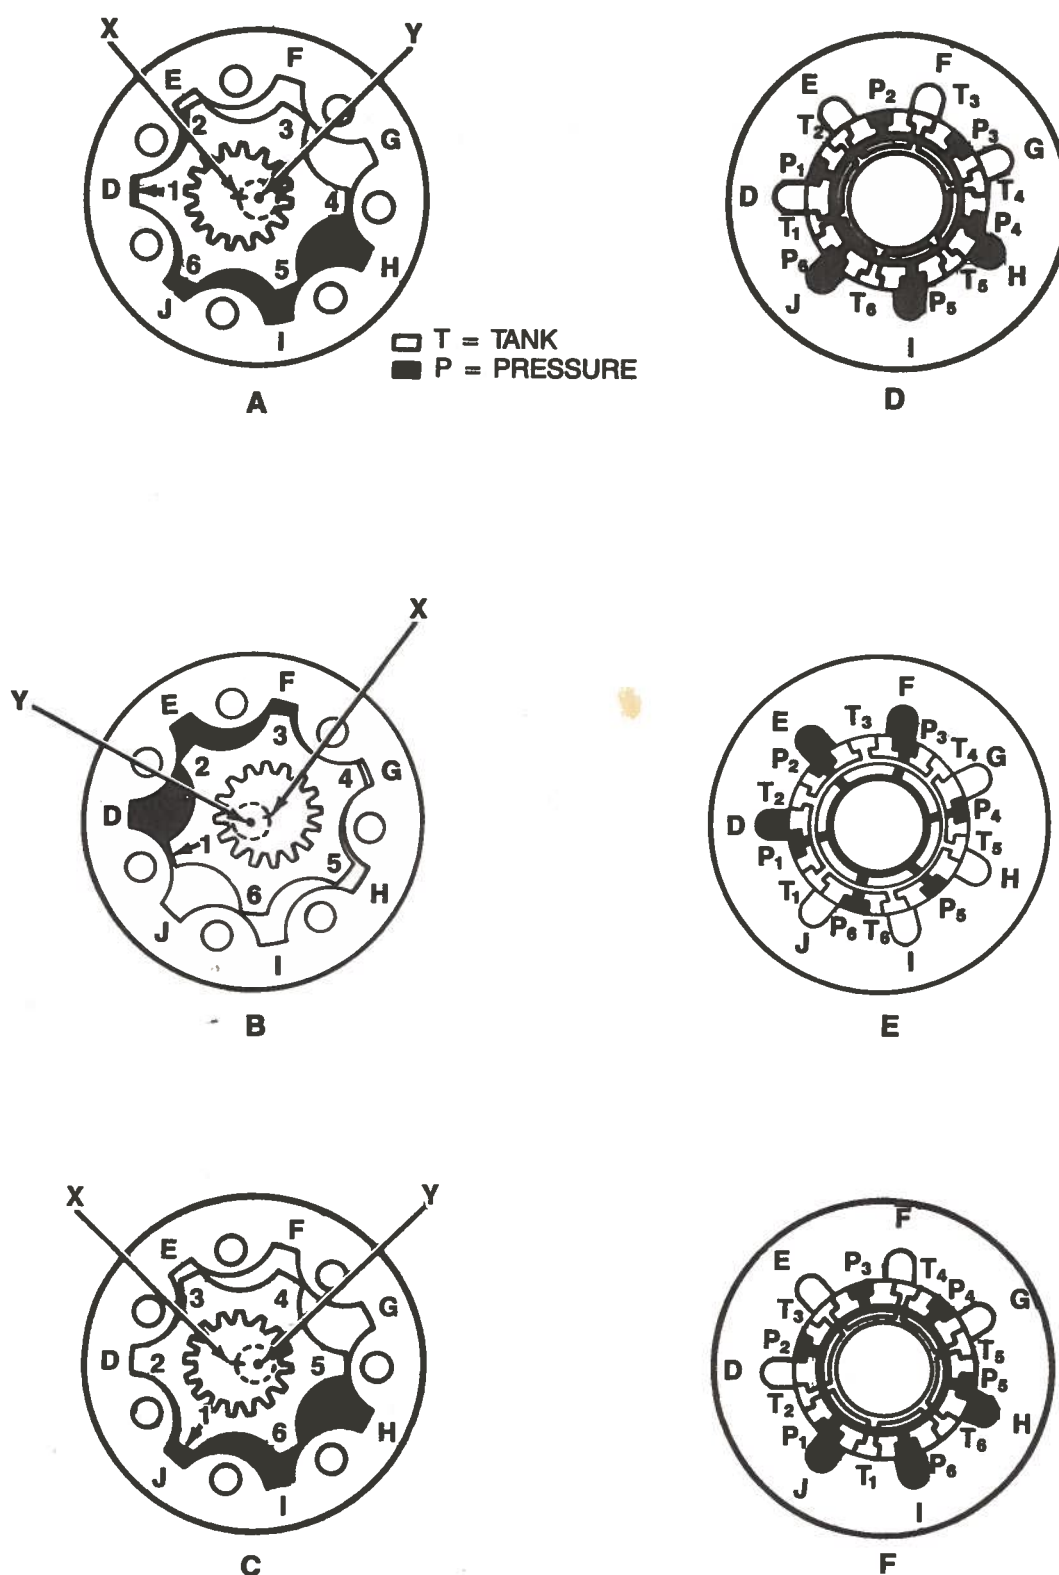 X Y
E F
2 3
G
D 1
4
6 5
H
J
I
T = TANK
P = PRESSURE
A
F
E P2 T3
T2 P3
G
P1
D T4
T1 P4
P6
T5 H
J T6 P5
I
D
X
Y
F
E
3
2 4 G
D
1
5
6 H
J
I
B
F
E T3 P3
P2 T4 G
T2
D P4
P1 T5
H
T1 P5
J P6 T6
I
E
X Y
E F
3 4
G
D 2 5
1
6 H
J
I
C
F
E P3 T4
P4
T3 G
P2 T5
D P5
T2 H
P1 T6
J T1 P6
I
F